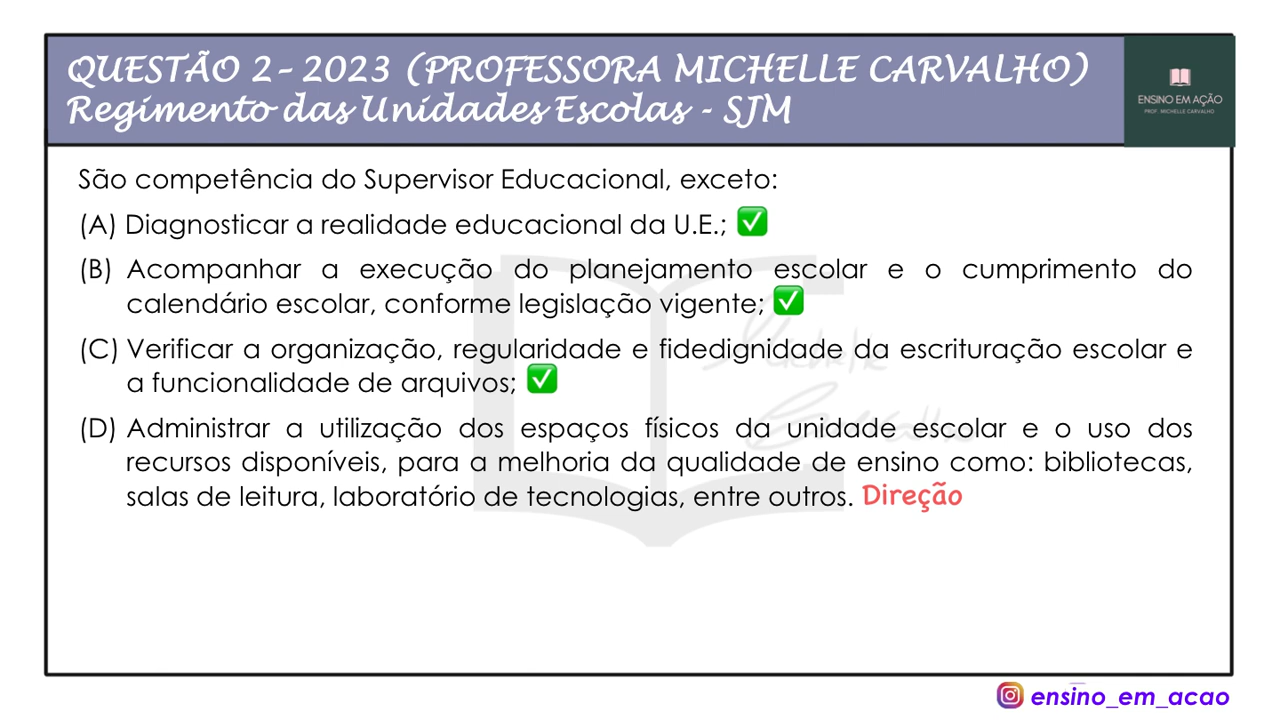 QUESTÃO 2 - 2023 (PROFESSORA MICHELLE CARVALHO)
Regimento das Unidades Escolas - SJM
ENSINO EM AÇÃO
PROF. MICHELLE CARVALHO
São competência do Supervisor Educacional, exceto:
(A) Diagnosticar a realidade educacional da U.E.; ✅
(B) Acompanhar a execução do planejamento escolar e o cumprimento do
calendário escolar, conforme legislação vigente; ✅
(C) Verificar a organização, regularidade e fidedignidade da escrituração escolar e
a funcionalidade de arquivos; ✅
(D) Administrar a utilização dos espaços físicos da unidade escolar e o uso dos
recursos disponíveis, para a melhoria da qualidade de ensino como: bibliotecas,
salas de leitura, laboratório de tecnologias, entre outros. Direção
ensino_em_acao